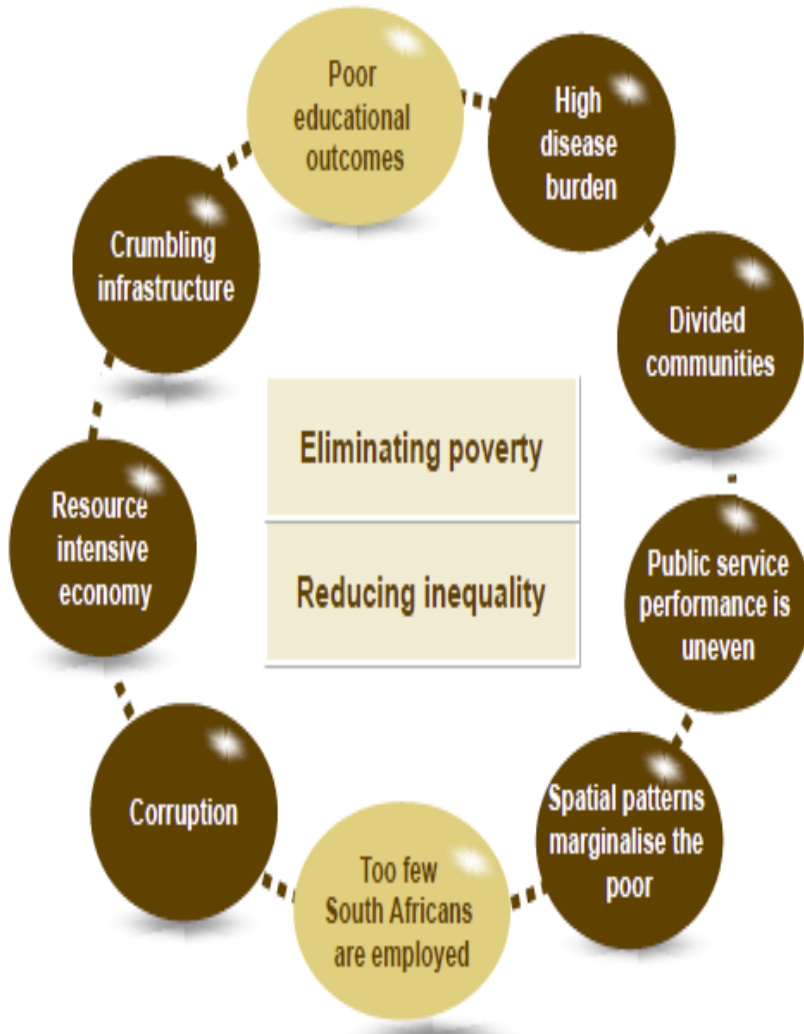 Poor
educational
outcomes
High
disease
burden
Divided
communities
Public service
performance is
uneven
Spatial patterns
marginalise the
poor
Too few
South Africans
are employed
Corruption
Resource
intensive
economy
Crumbling
infrastructure
Eliminating poverty
Reducing inequality